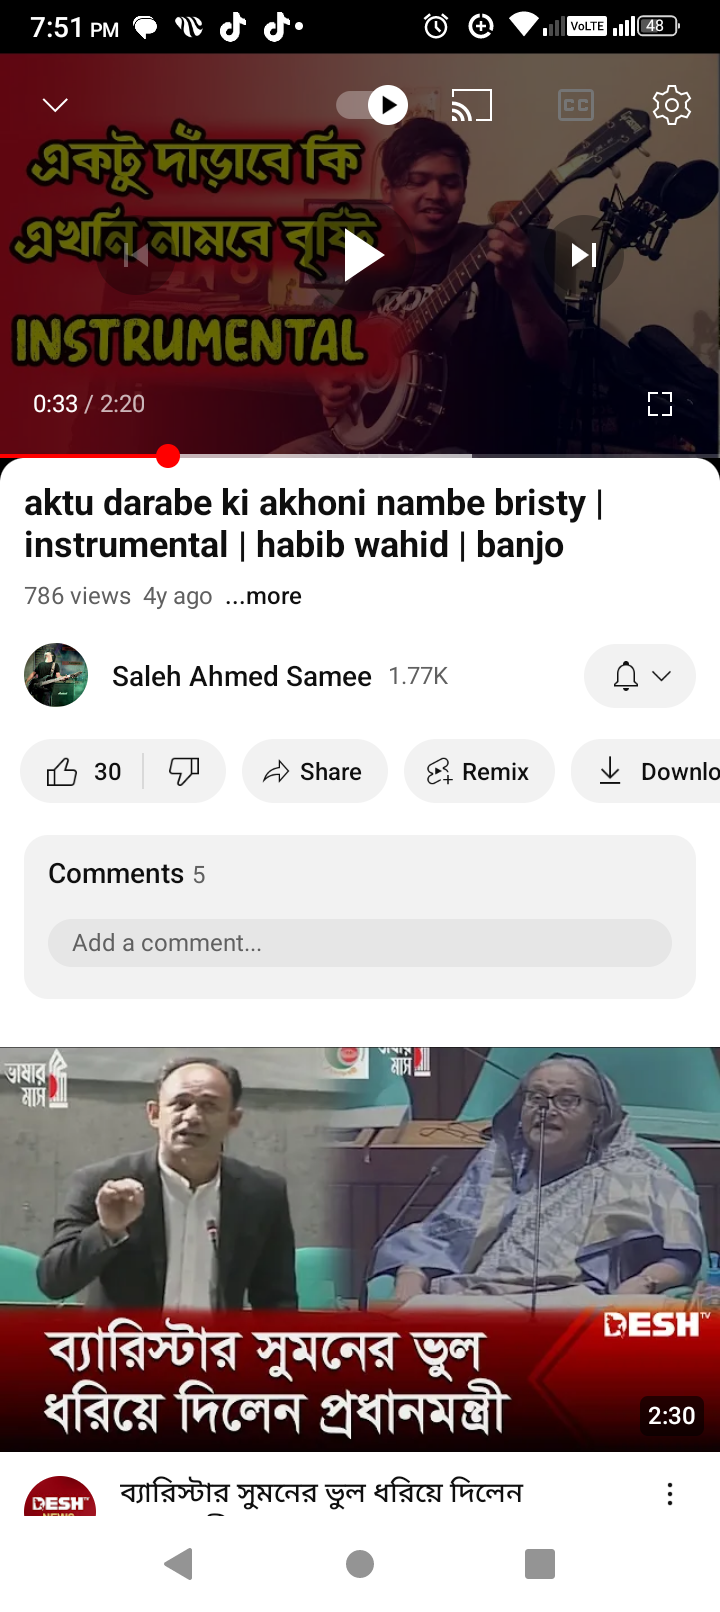 7:51 PM
VoLTE
48
CC
একটু দাঁড়াবে কি
এখনি নামবে বৃষ্টি
INSTRUMENTAL
0:33 / 2:20
aktu darabe ki akhoni nambe bristy |
instrumental | habib wahid | banjo
786 views 4y ago ...more
Saleh Ahmed Samee 1.77K
30
Share
Remix
Downlo
Comments 5
Add a comment...
ভাষার
মাস
মাস
DESH TV
ব্যারিস্টার সুমনের ভুল
ধরিয়ে দিলেন প্রধানমন্ত্রী
2:30
DESH
NEWS
ব্যারিস্টার সুমনের ভুল ধরিয়ে দিলেন